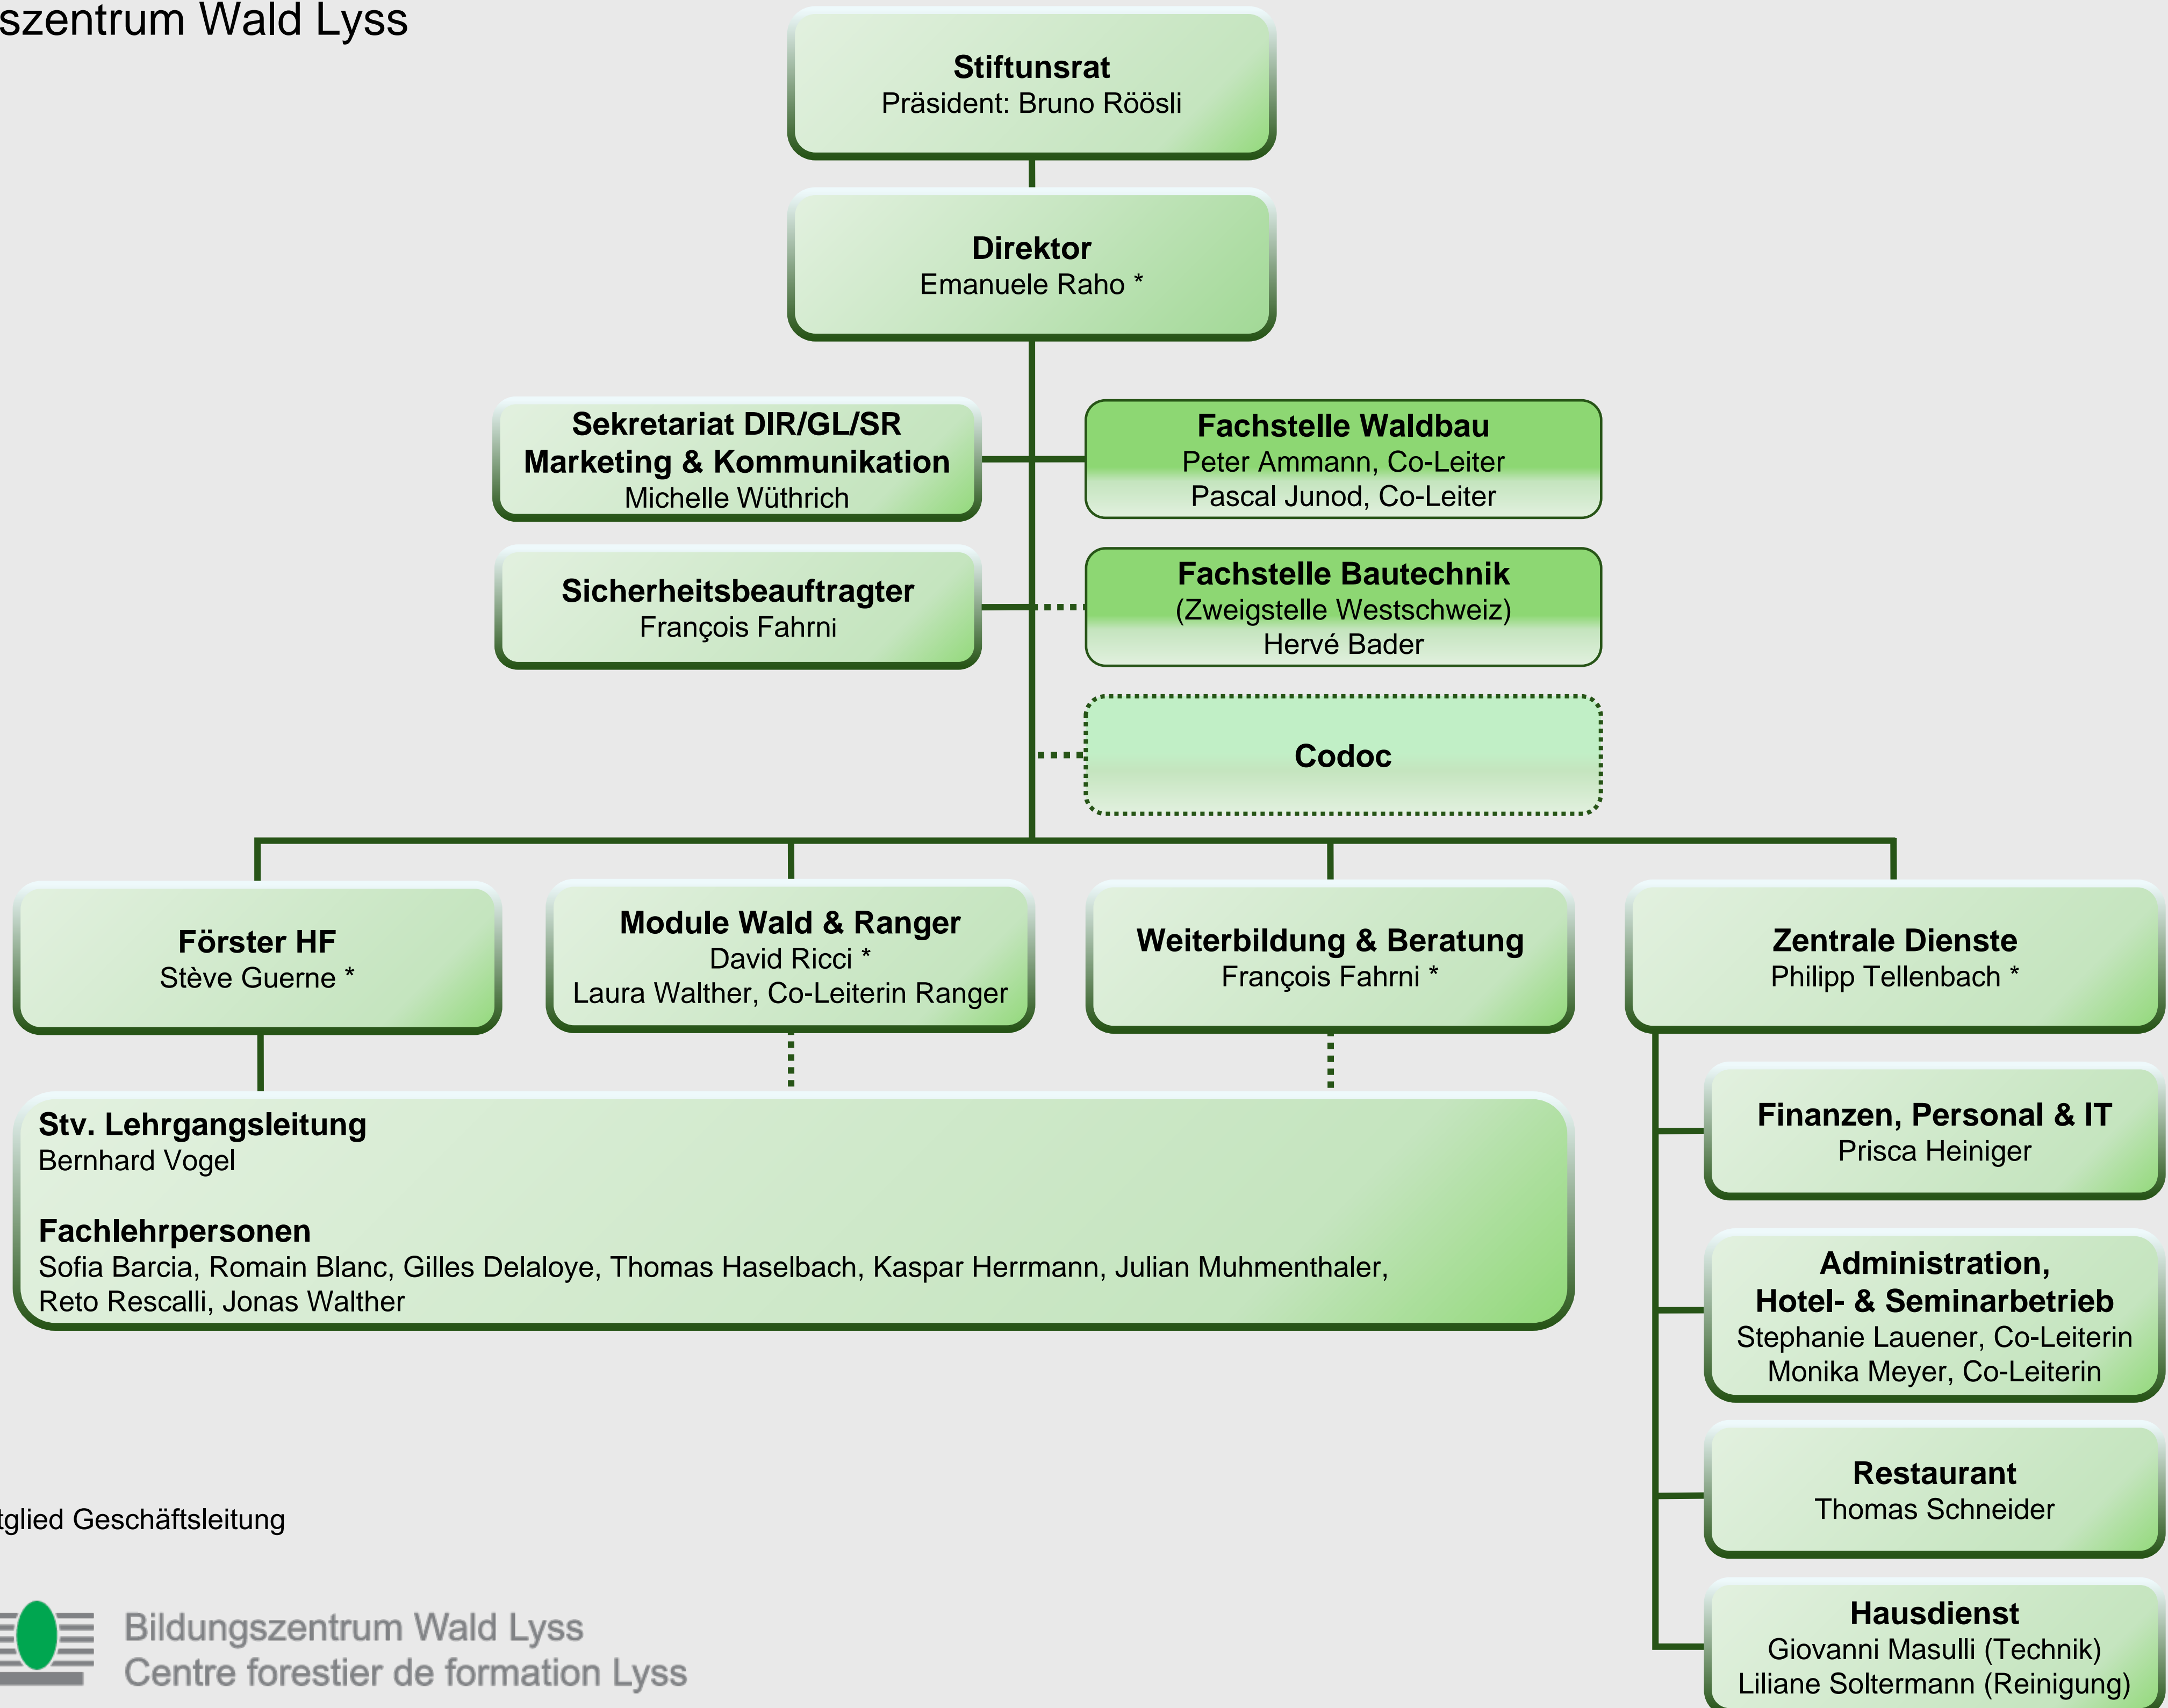 szentrum Wald Lyss
Stiftunsrat
Präsident: Bruno Röösli
Direktor
Emanuele Raho *
Sekretariat DIR/GL/SR
Marketing & Kommunikation
Michelle Wüthrich
Fachstelle Waldbau
Peter Ammann, Co-Leiter
Pascal Junod, Co-Leiter
Sicherheitsbeauftragter
François Fahrni
Fachstelle Bautechnik
(Zweigstelle Westschweiz)
Hervé Bader
Codoc
Förster HF
Stève Guerne *
Module Wald & Ranger
David Ricci *
Laura Walther, Co-Leiterin Ranger
Weiterbildung & Beratung
François Fahrni *
Zentrale Dienste
Philipp Tellenbach *
Stv. Lehrgangsleitung
Bernhard Vogel
Fachlehrpersonen
Sofia Barcia, Romain Blanc, Gilles Delaloye, Thomas Haselbach, Kaspar Herrmann, Julian Muhmenthaler,
Reto Rescalli, Jonas Walther
Finanzen, Personal & IT
Prisca Heiniger
Administration,
Hotel- & Seminarbetrieb
Stephanie Lauener, Co-Leiterin
Monika Meyer, Co-Leiterin
Restaurant
Thomas Schneider
Hausdienst
Giovanni Masulli (Technik)
Liliane Soltermann (Reinigung)
tglied Geschäftsleitung
Bildungszentrum Wald Lyss
Centre forestier de formation Lyss